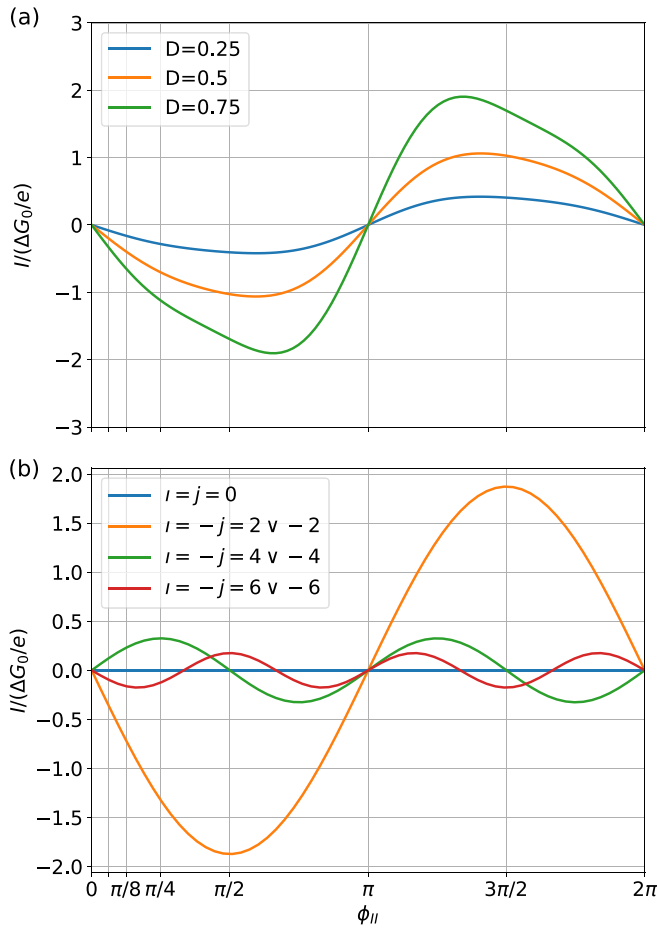 (a)
3
2
1
0
−1
−2
−3
I/(ΔG₀/e)
D=0.25
D=0.5
D=0.75
(b)
2.0
1.5
1.0
0.5
0.0
−0.5
−1.0
−1.5
−2.0
I/(ΔG₀/e)
ı = j = 0
ı = −j = 2 ∨ −2
ı = −j = 4 ∨ −4
ı = −j = 6 ∨ −6
0 π/8 π/4 π/2 π 3π/2 2π
ϕ_II